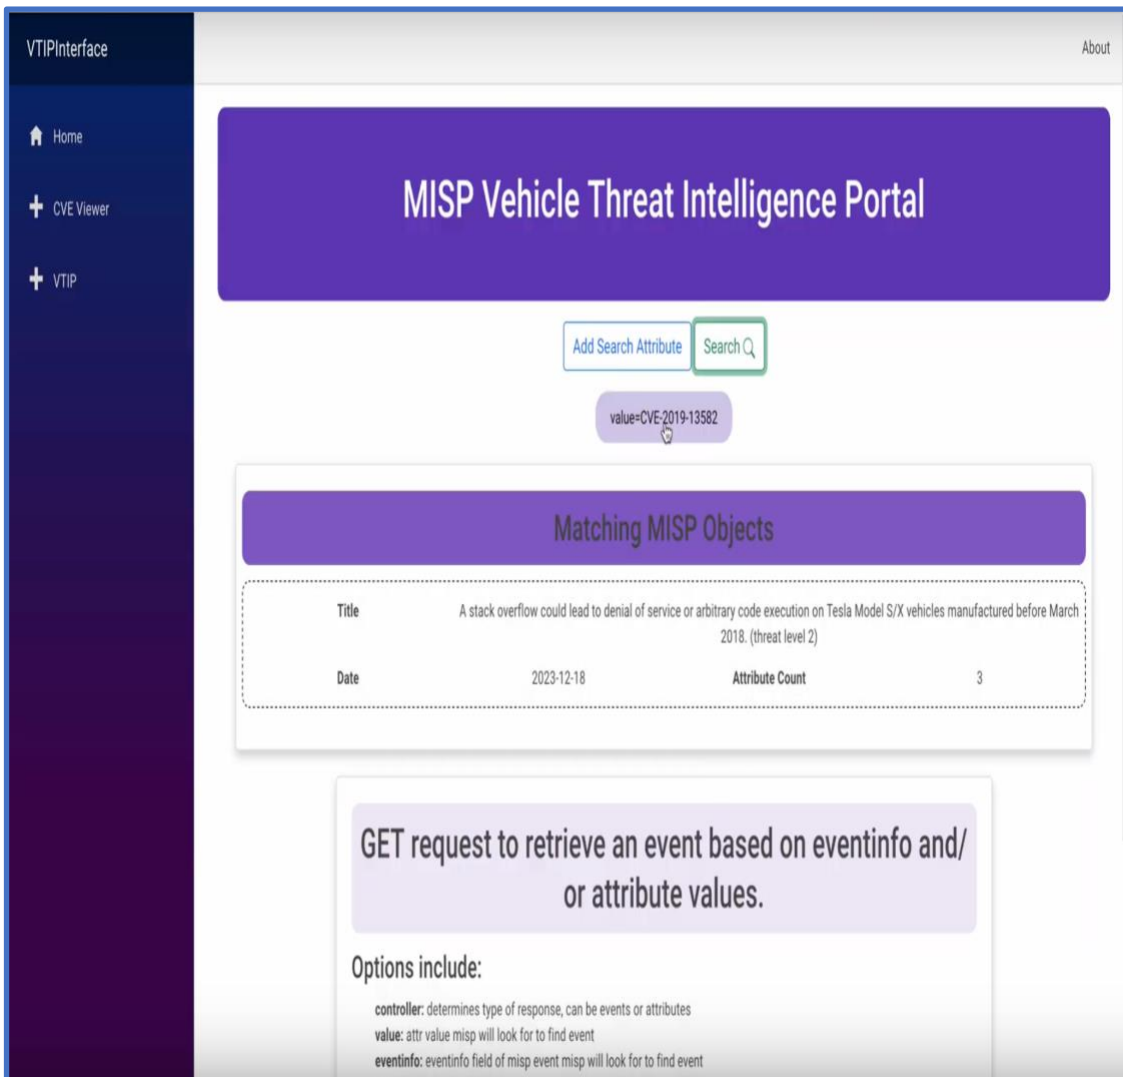 VTIPInterface
About
Home
CVE Viewer
VTIP
MISP Vehicle Threat Intelligence Portal
Add Search Attribute
Search
value=CVE-2019-13582
Matching MISP Objects
Title A stack overflow could lead to denial of service or arbitrary code execution on Tesla Model S/X vehicles manufactured before March
2018. (threat level 2)
Date 2023-12-18 Attribute Count 3
GET request to retrieve an event based on eventinfo and/
or attribute values.
Options include:
controller: determines type of response, can be events or attributes
value: attr value misp will look for to find event
eventinfo: eventinfo field of misp event misp will look for to find event